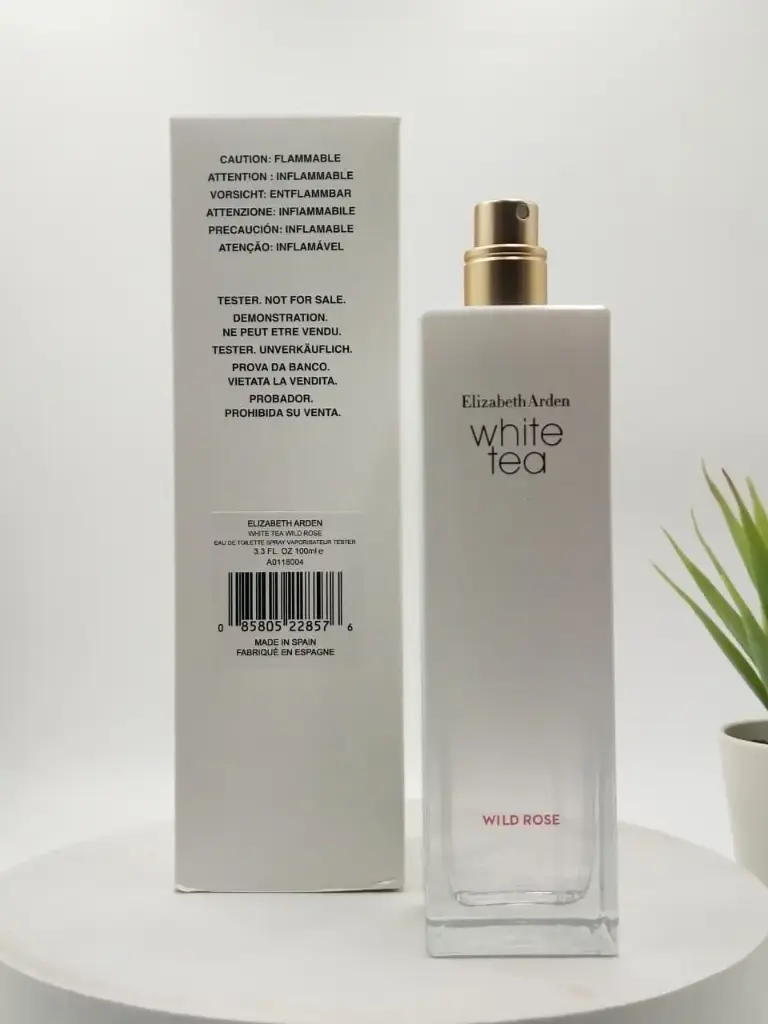 CAUTION: FLAMMABLE
ATTENTION : INFLAMMABLE
VORSICHT: ENTFLAMMBAR
ATTENZIONE: INFIAMMABILE
PRECAUCIÓN: INFLAMABLE
ATENÇÃO: INFLAMÁVEL
TESTER. NOT FOR SALE.
DEMONSTRATION.
NE PEUT ETRE VENDU.
TESTER. UNVERKÄUFLICH.
PROVA DA BANCO.
VIETATA LA VENDITA.
PROBADOR.
PROHIBIDA SU VENTA.
ELIZABETH ARDEN
WHITE TEA WILD ROSE
EAU DE TOILETTE SPRAY VAPORISATEUR TESTER
3.3 FL. OZ 100ml e
A0118004
0 85805 22857 6
MADE IN SPAIN
FABRIQUÉ EN ESPAGNE
Elizabeth Arden
white
tea
WILD ROSE